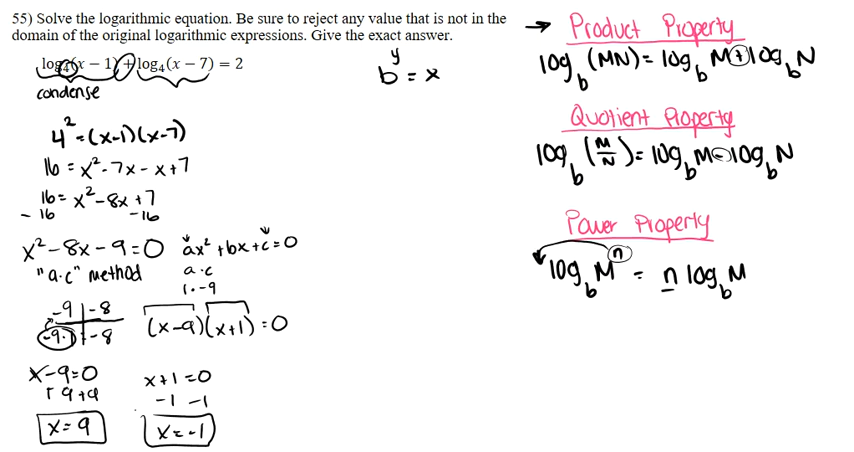 55) Solve the logarithmic equation. Be sure to reject any value that is not in the
domain of the original logarithmic expressions. Give the exact answer.
log₄(x − 1) + log₄(x − 7) = 2
condense
b^y = x
4² = (x-1)(x-7)
16 = x² - 7x - x + 7
16 = x² - 8x + 7
- 16 -16
x² - 8x - 9 = 0 ax² + bx + c = 0
"a·c" method a·c
1·-9
-9 | -8
-9·1 | -8
(x-9)(x+1) = 0
x-9=0 x+1=0
+9 +9 -1 -1
x = 9 x = -1
→ Product Property
log_b (MN) = log_b M + log_b N
Quotient Property
log_b (M/N) = log_b M - log_b N
Power Property
log_b M^n = n log_b M